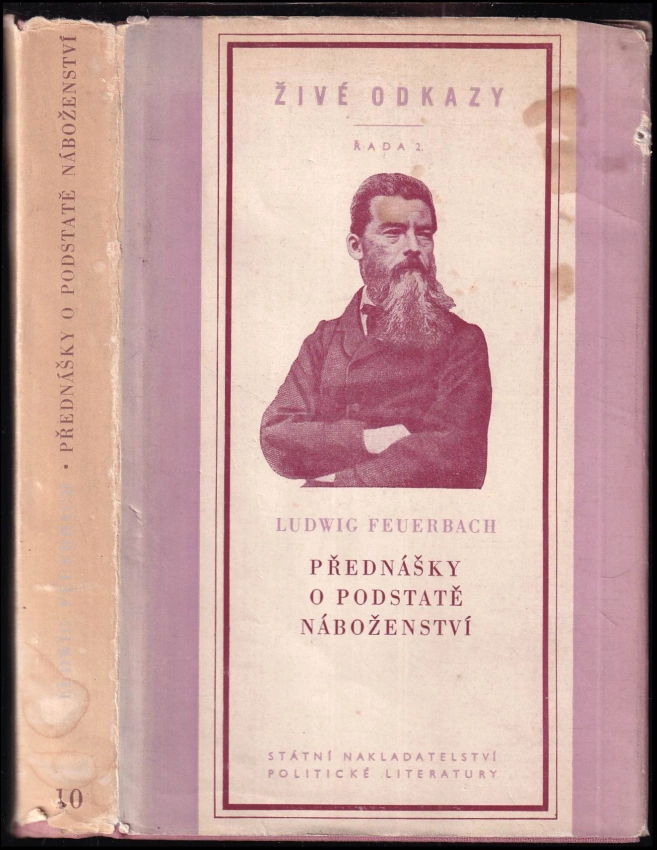 ŽIVÉ ODKAZY
ŘADA 2
LUDWIG FEUERBACH
PŘEDNÁŠKY
O PODSTATĚ
NÁBOŽENSTVÍ
STÁTNÍ NAKLADATELSTVÍ
POLITICKÉ LITERATURY
• PŘEDNÁŠKY O PODSTATĚ NÁBOŽENSTVÍ
10